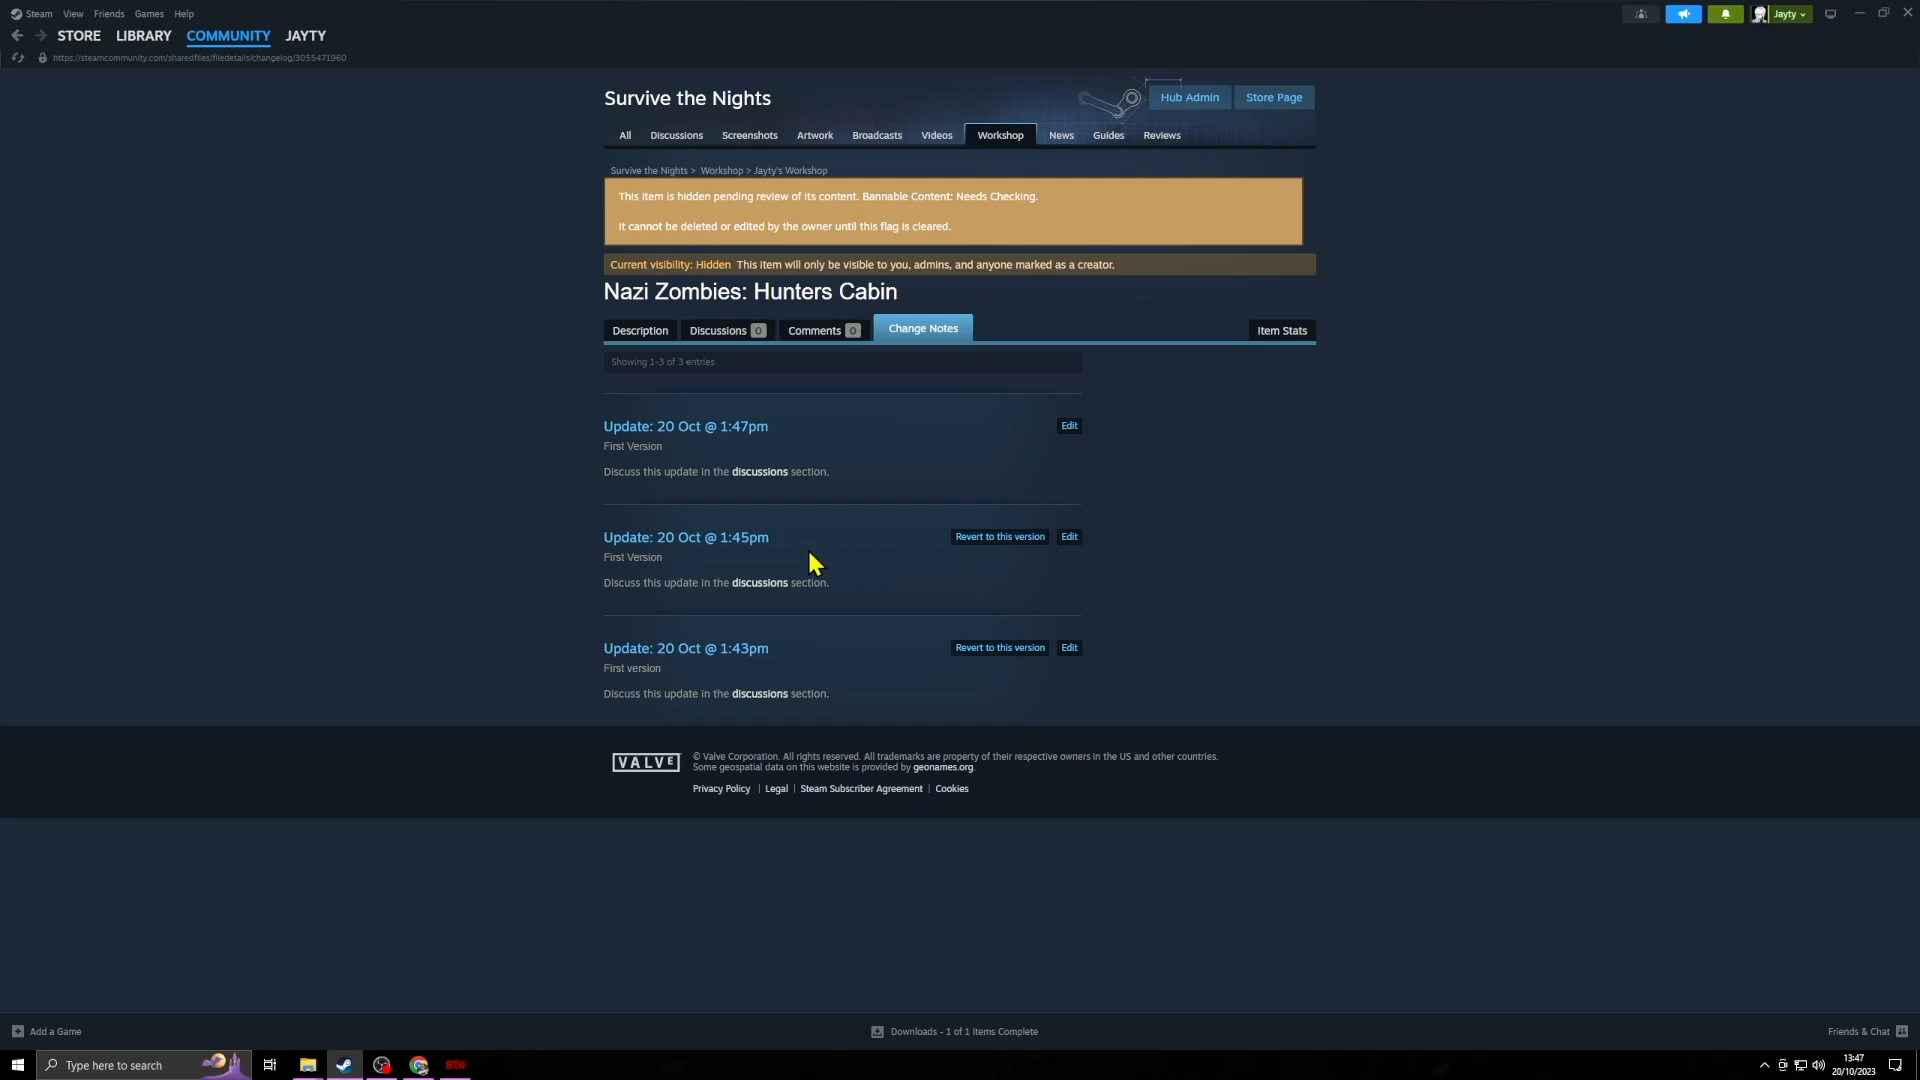 Steam View Friends Games Help
Jayty
STORE LIBRARY COMMUNITY JAYTY
https://steamcommunity.com/sharedfiles/filedetails/changelog/3055471960
Survive the Nights
Hub Admin Store Page
All Discussions Screenshots Artwork Broadcasts Videos Workshop News Guides Reviews
Survive the Nights > Workshop > Jayty's Workshop
This item is hidden pending review of its content. Bannable Content: Needs Checking.
It cannot be deleted or edited by the owner until this flag is cleared.
Current visibility: Hidden This item will only be visible to you, admins, and anyone marked as a creator.
Nazi Zombies: Hunters Cabin
Description Discussions 0 Comments 0 Change Notes Item Stats
Showing 1-3 of 3 entries
Update: 20 Oct @ 1:47pm Edit
First Version
Discuss this update in the discussions section.
Update: 20 Oct @ 1:45pm Revert to this version Edit
First Version
Discuss this update in the discussions section.
Update: 20 Oct @ 1:43pm Revert to this version Edit
First version
Discuss this update in the discussions section.
VALVE © Valve Corporation. All rights reserved. All trademarks are property of their respective owners in the US and other countries.
Some geospatial data on this website is provided by geonames.org.
Privacy Policy | Legal | Steam Subscriber Agreement | Cookies
Add a Game Downloads - 1 of 1 Items Complete Friends & Chat
Type here to search STN 13:47
20/10/2023